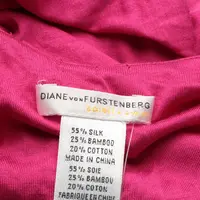 DIANE VON FURSTENBERG
55% SILK
25% BAMBOO
20% COTTON
MADE IN CHINA
55% SOIE
25% BAMBOU
20% COTON
FABRIQUE EN CHINE